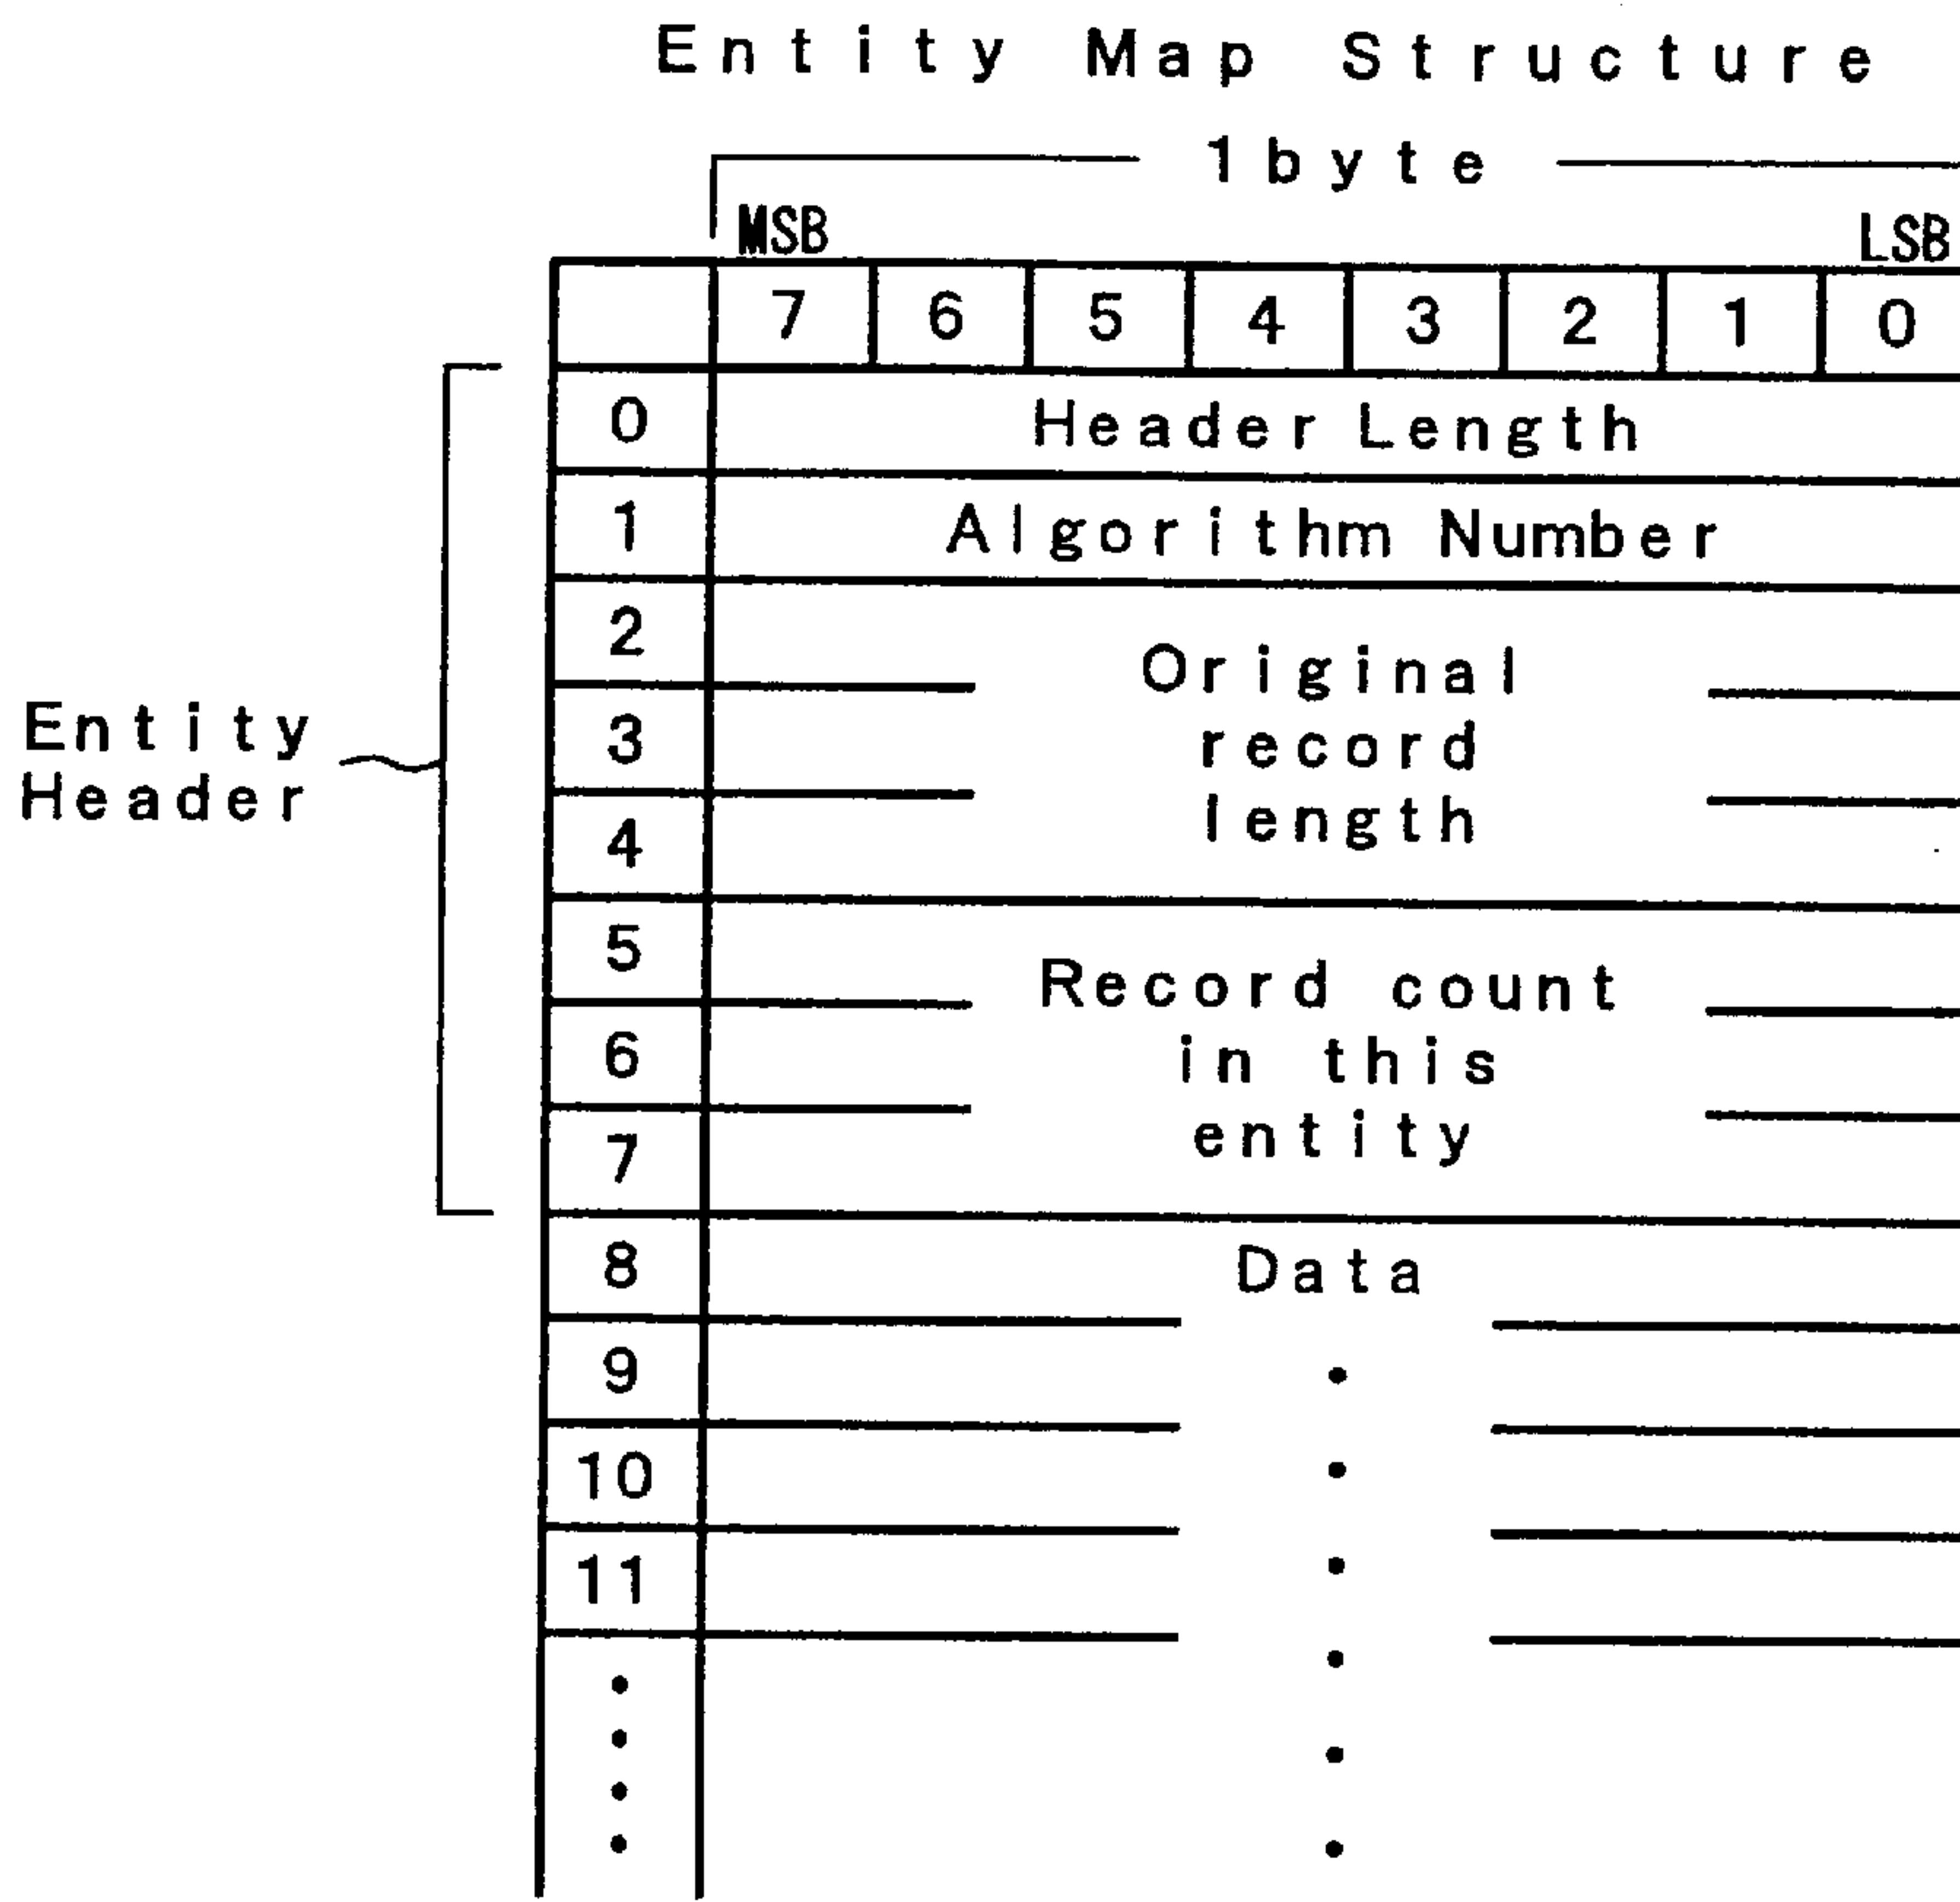 Entity Map Structure
1byte
MSB
LSB
7 6 5 4 3 2 1 0
0 Header Length
1 Algorithm Number
2
3
4
Original
record
length
5
6
7
Record count
in this
entity
Entity
Header
8 Data
9
10
11